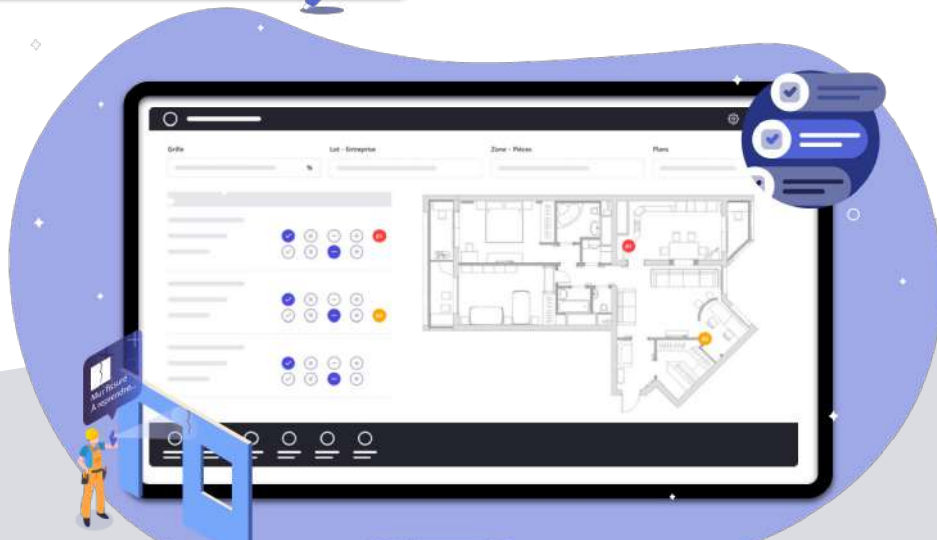 Grille
Lot - Entreprise
Zone - Pièces
Plans
Mur fissuré
A reprendre...